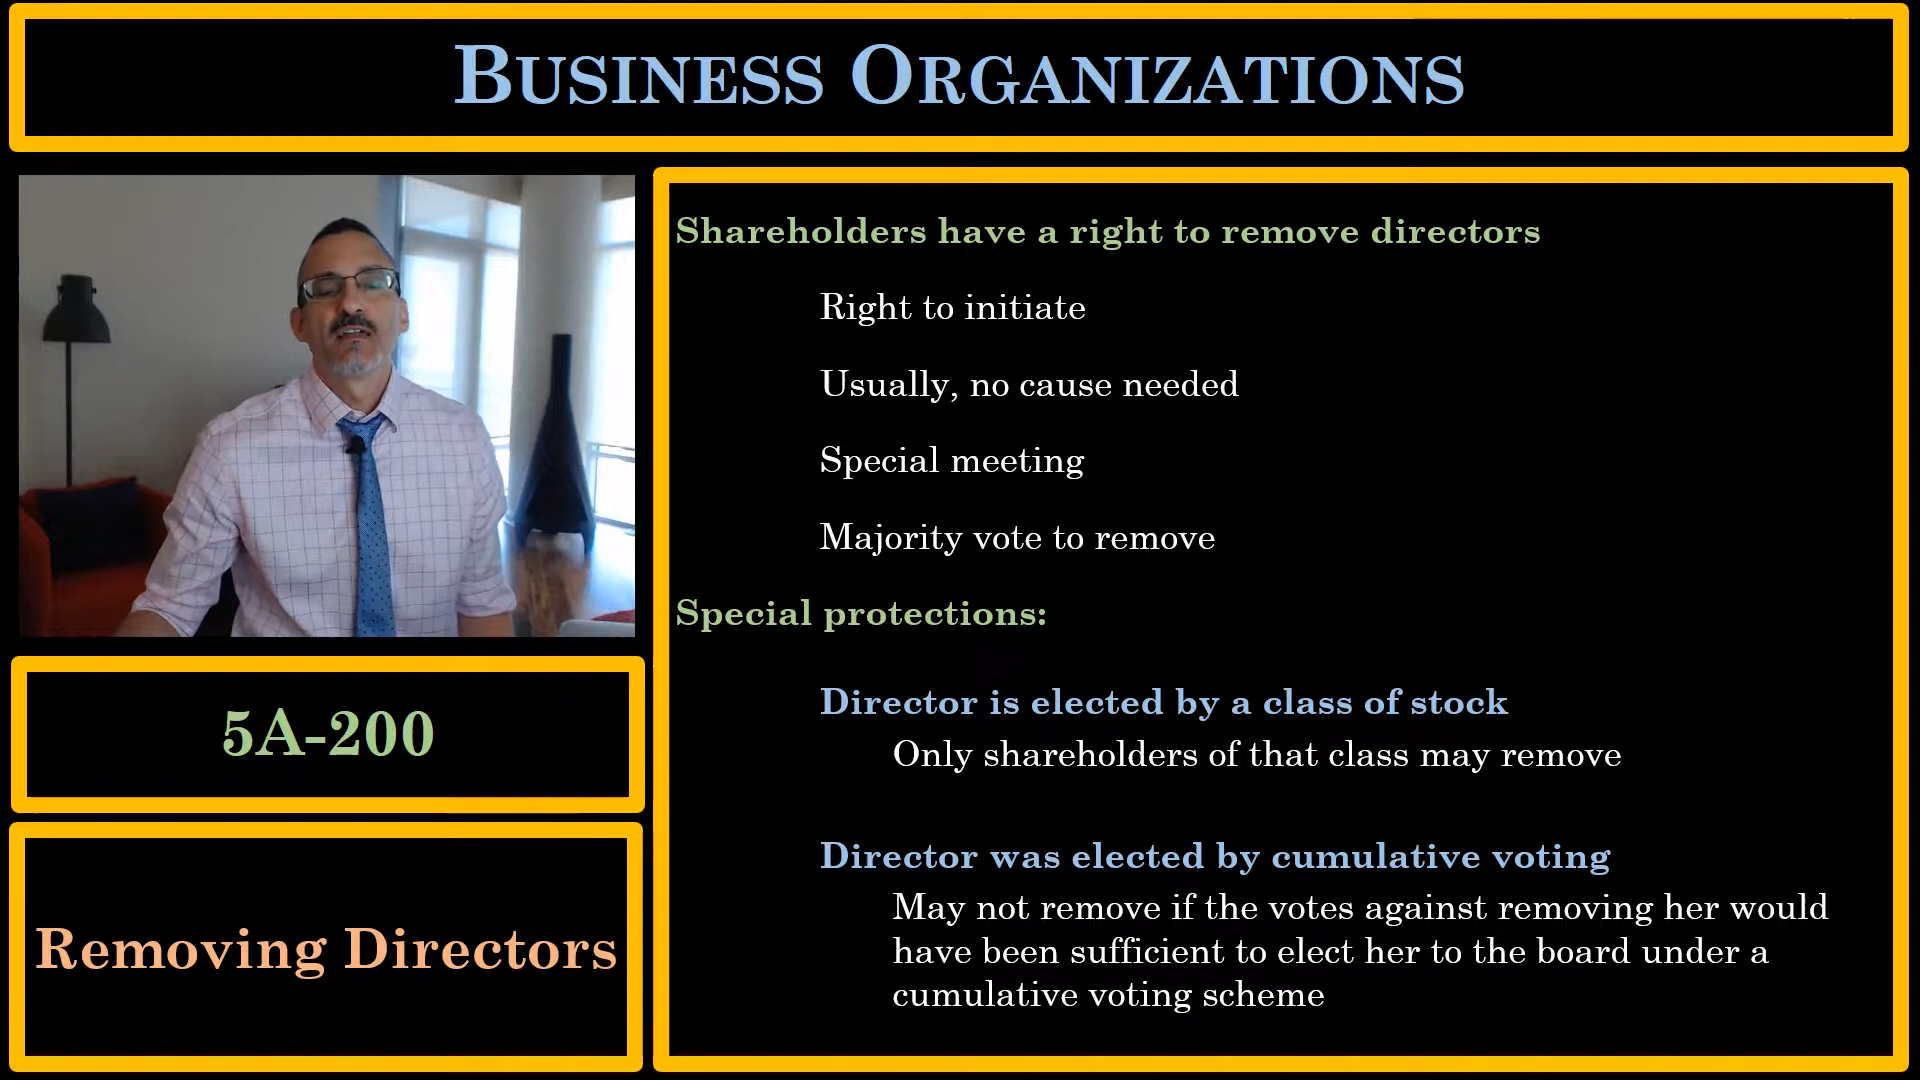 BUSINESS ORGANIZATIONS
Shareholders have a right to remove directors
Right to initiate
Usually, no cause needed
Special meeting
Majority vote to remove
Special protections:
Director is elected by a class of stock
Only shareholders of that class may remove
Director was elected by cumulative voting
May not remove if the votes against removing her would
have been sufficient to elect her to the board under a
cumulative voting scheme
5A-200
Removing Directors